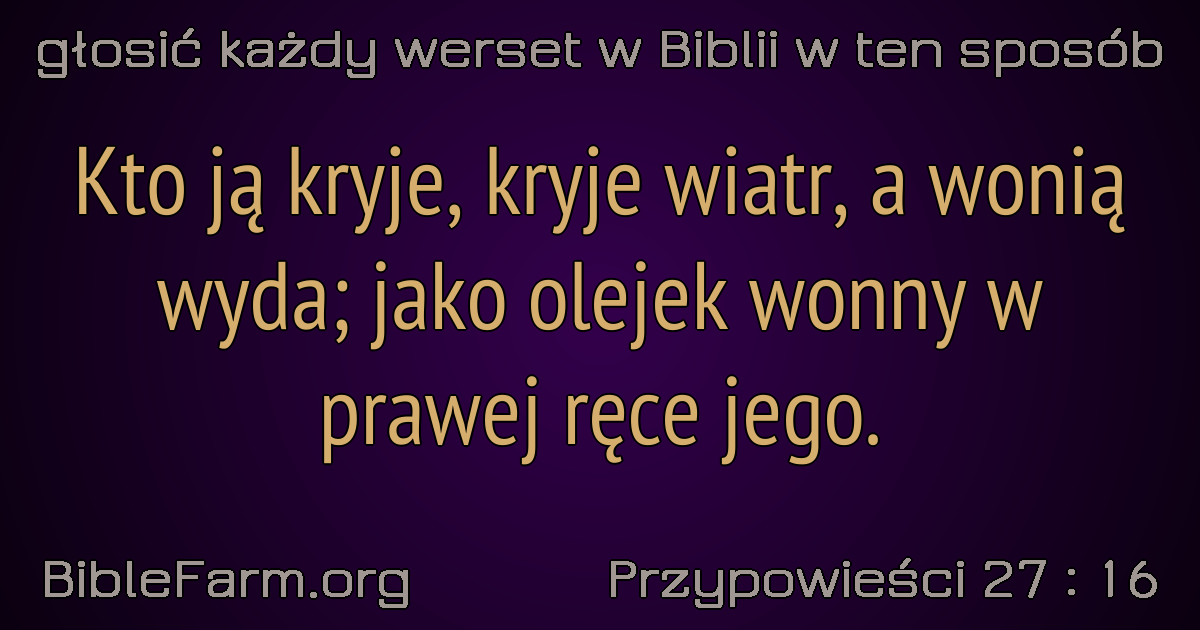 głosić każdy werset w Biblii w ten sposób
Kto ją kryje, kryje wiatr, a wonią
wyda; jako olejek wonny w
prawej ręce jego.
BibleFarm.org
Przypowieści 27 : 16